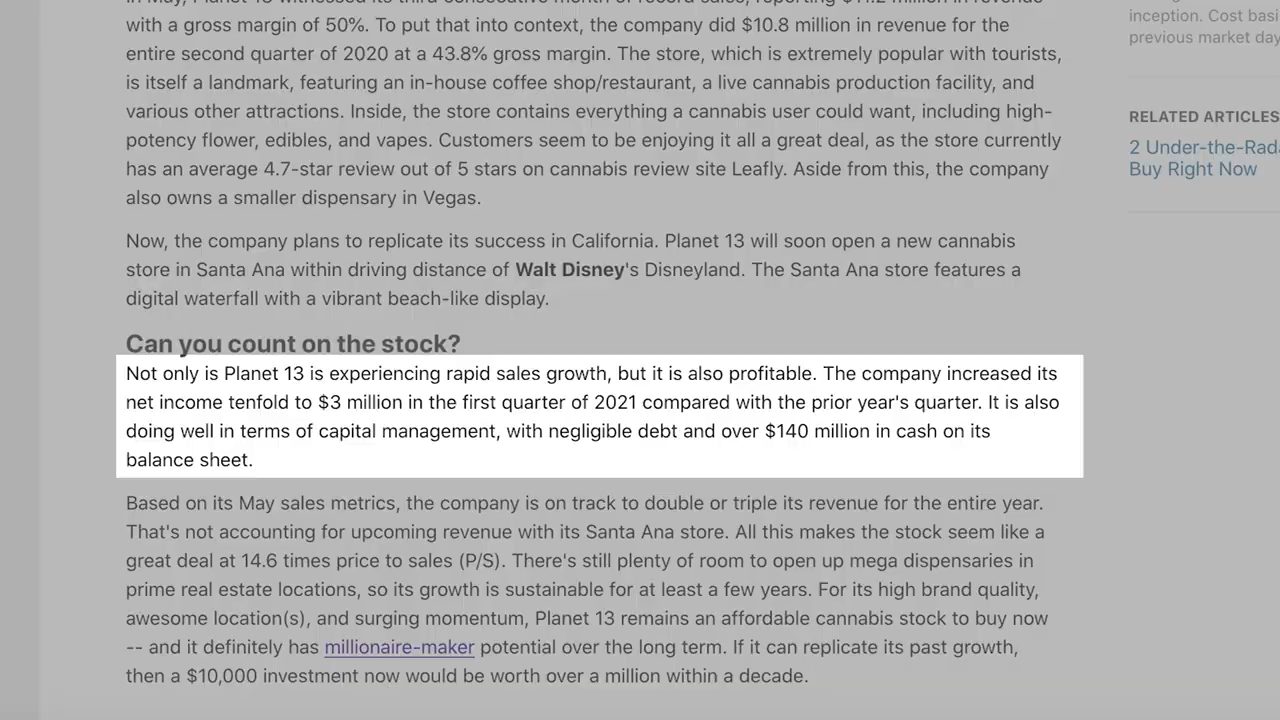 with a gross margin of 50%. To put that into context, the company did $10.8 million in revenue for the
entire second quarter of 2020 at a 43.8% gross margin. The store, which is extremely popular with tourists,
is itself a landmark, featuring an in-house coffee shop/restaurant, a live cannabis production facility, and
various other attractions. Inside, the store contains everything a cannabis user could want, including high-
potency flower, edibles, and vapes. Customers seem to be enjoying it all a great deal, as the store currently
has an average 4.7-star review out of 5 stars on cannabis review site Leafly. Aside from this, the company
also owns a smaller dispensary in Vegas.
Now, the company plans to replicate its success in California. Planet 13 will soon open a new cannabis
store in Santa Ana within driving distance of Walt Disney's Disneyland. The Santa Ana store features a
digital waterfall with a vibrant beach-like display.
Can you count on the stock?
Not only is Planet 13 is experiencing rapid sales growth, but it is also profitable. The company increased its
net income tenfold to $3 million in the first quarter of 2021 compared with the prior year's quarter. It is also
doing well in terms of capital management, with negligible debt and over $140 million in cash on its
balance sheet.
Based on its May sales metrics, the company is on track to double or triple its revenue for the entire year.
That's not accounting for upcoming revenue with its Santa Ana store. All this makes the stock seem like a
great deal at 14.6 times price to sales (P/S). There's still plenty of room to open up mega dispensaries in
prime real estate locations, so its growth is sustainable for at least a few years. For its high brand quality,
awesome location(s), and surging momentum, Planet 13 remains an affordable cannabis stock to buy now
-- and it definitely has millionaire-maker potential over the long term. If it can replicate its past growth,
then a $10,000 investment now would be worth over a million within a decade.
inception. Cost basi
previous market day
RELATED ARTICLES
2 Under-the-Rada
Buy Right Now